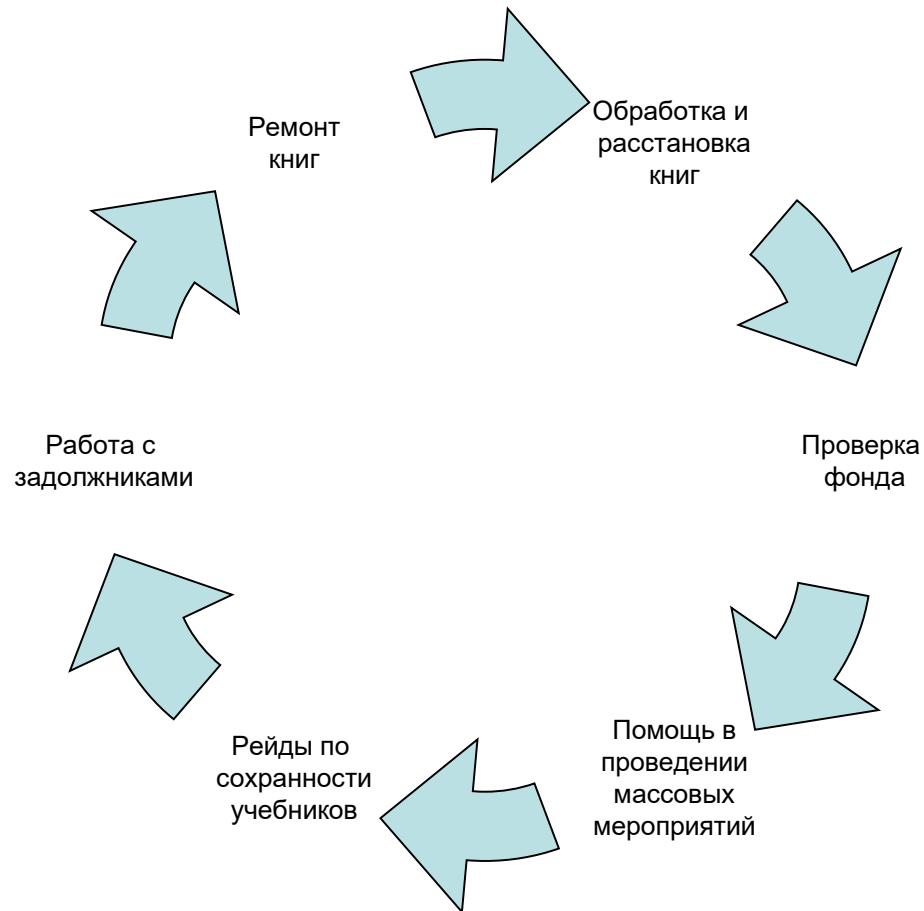 Ремонт
книг
Обработка и
расстановка
книг
Проверка
фонда
Помощь в
проведении
массовых
мероприятий
Рейды по
сохранности
учебников
Работа с
задолжниками